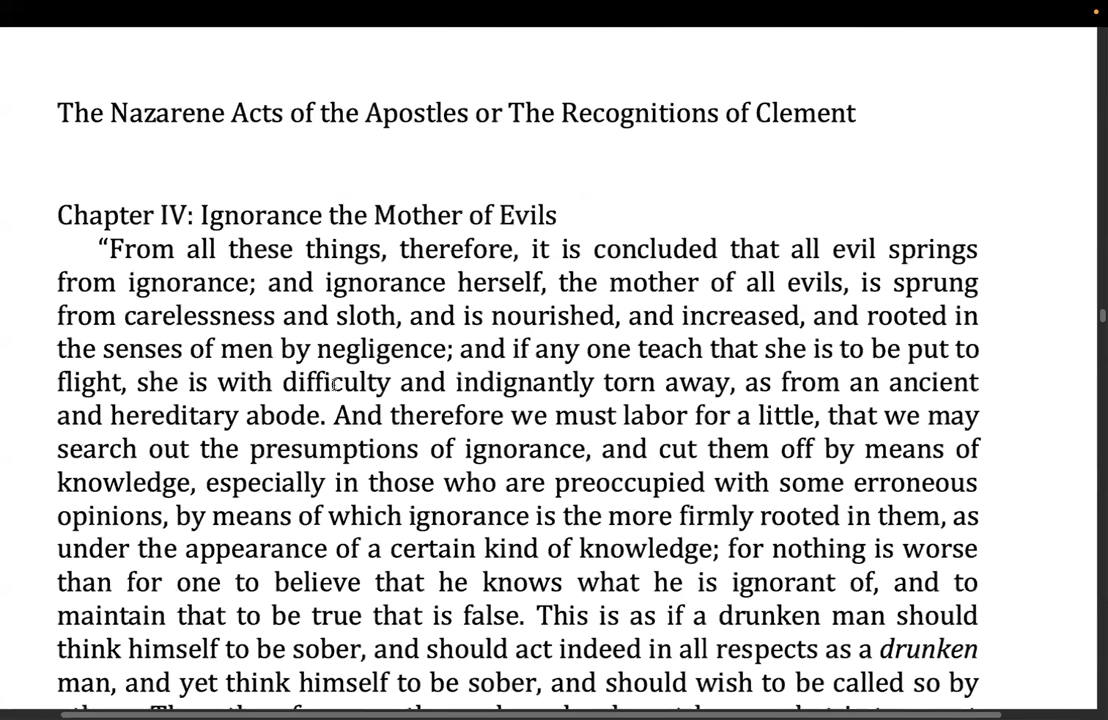 The Nazarene Acts of the Apostles or The Recognitions of Clement
Chapter IV: Ignorance the Mother of Evils
“From all these things, therefore, it is concluded that all evil springs
from ignorance; and ignorance herself, the mother of all evils, is sprung
from carelessness and sloth, and is nourished, and increased, and rooted in
the senses of men by negligence; and if any one teach that she is to be put to
flight, she is with difficulty and indignantly torn away, as from an ancient
and hereditary abode. And therefore we must labor for a little, that we may
search out the presumptions of ignorance, and cut them off by means of
knowledge, especially in those who are preoccupied with some erroneous
opinions, by means of which ignorance is the more firmly rooted in them, as
under the appearance of a certain kind of knowledge; for nothing is worse
than for one to believe that he knows what he is ignorant of, and to
maintain that to be true that is false. This is as if a drunken man should
think himself to be sober, and should act indeed in all respects as a drunken
man, and yet think himself to be sober, and should wish to be called so by